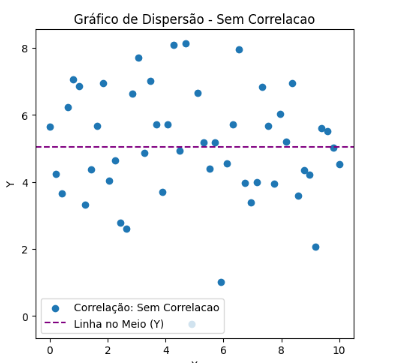 Gráfico de Dispersão - Sem Correlacao
8
6
Y
4
2
0
Correlação: Sem Correlacao
Linha no Meio (Y)
0 2 4 6 8 10